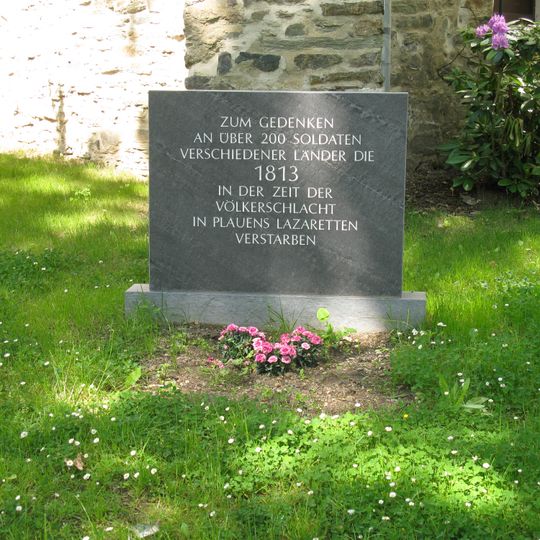 ZUM GEDENKEN
AN ÜBER 200 SOLDATEN
VERSCHIEDENER LÄNDER DIE
1813
IN DER ZEIT DER
VÖLKERSCHLACHT
IN PLAUENS LAZARETTEN
VERSTARBEN